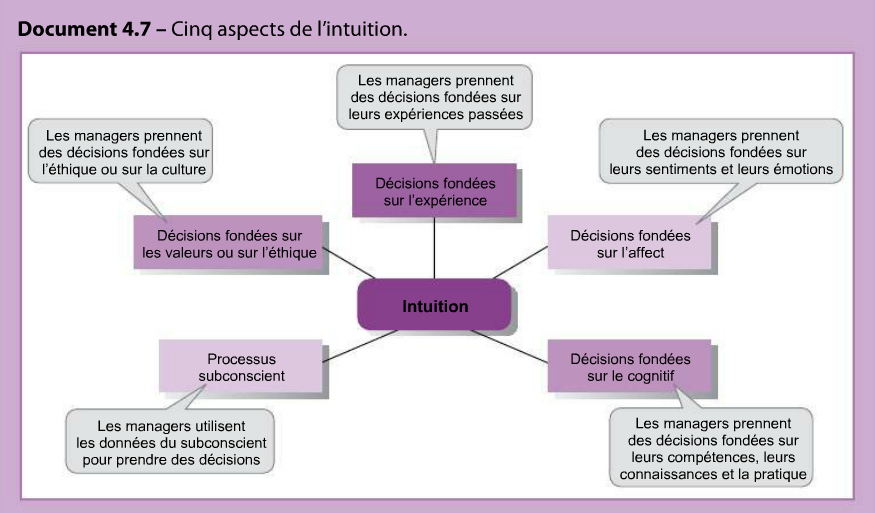 Document 4.7 – Cinq aspects de l’intuition.
Les managers prennent
des décisions fondées sur
leurs expériences passées
Les managers prennent
des décisions fondées sur
l’éthique ou sur la culture
Les managers prennent
des décisions fondées sur
leurs sentiments et leurs émotions
Décisions fondées
sur l’expérience
Décisions fondées sur
les valeurs ou sur l’éthique
Décisions fondées
sur l’affect
Intuition
Processus
subconscient
Décisions fondées
sur le cognitif
Les managers utilisent
les données du subconscient
pour prendre des décisions
Les managers prennent
des décisions fondées sur
leurs compétences, leurs
connaissances et la pratique